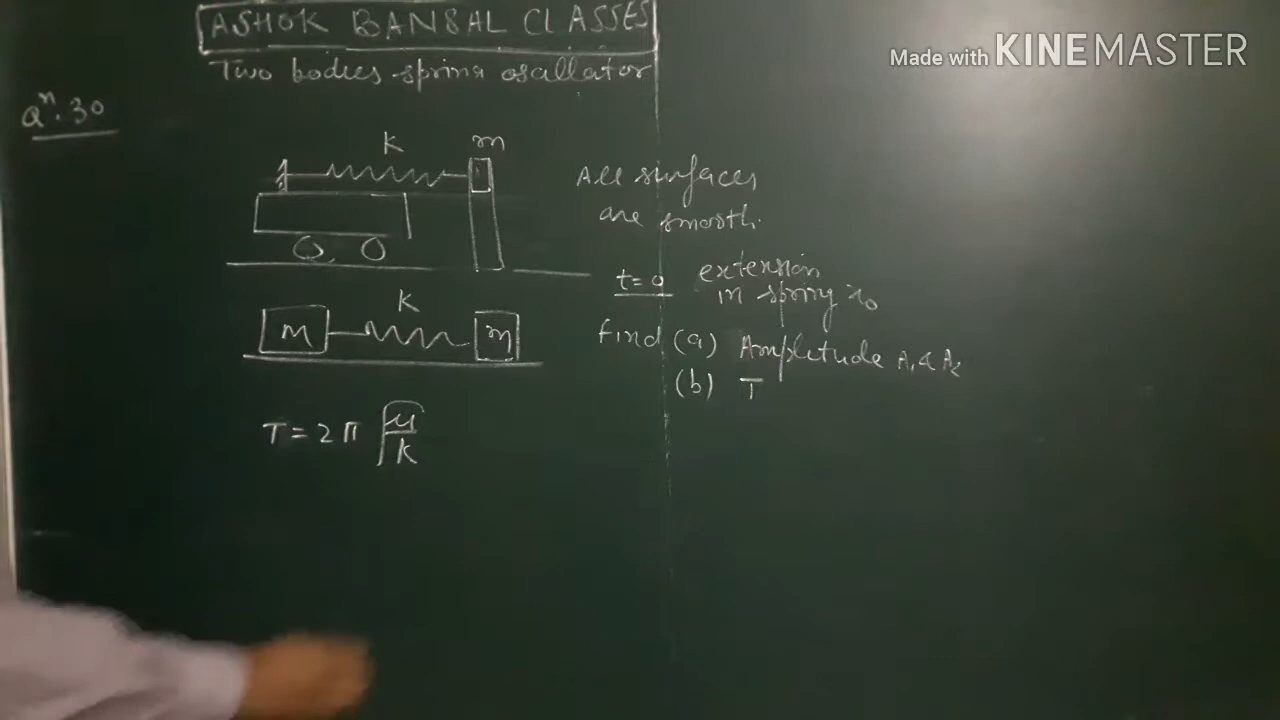 ASHOK BANSAL CLASSES
Made with KINEMASTER
Two bodies spring oscillator
Qⁿ.30
k
m
All surfaces
are smooth.
t=0 extension
in spring x₀
k
m
m
Find (a) Amplitude A₁ & A₂
(b) T
T = 2π √(μ/k)